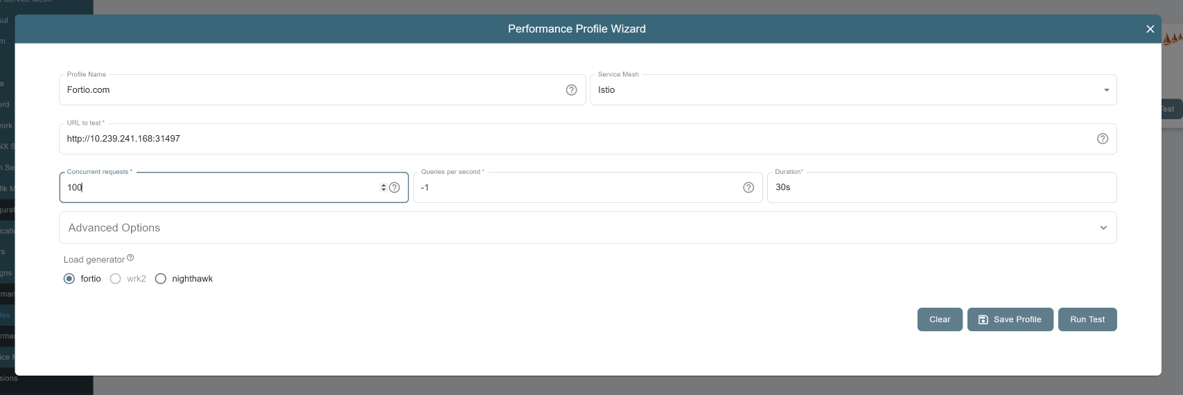 Performance Profile Wizard
Profile Name
Fortio.com
Service Mesh
Istio
URL to test *
http://10.239.241.168:31497
Concurrent requests *
100
Queries per second *
-1
Duration*
30s
Advanced Options
Load generator
fortio wrk2 nighthawk
Clear Save Profile Run Test